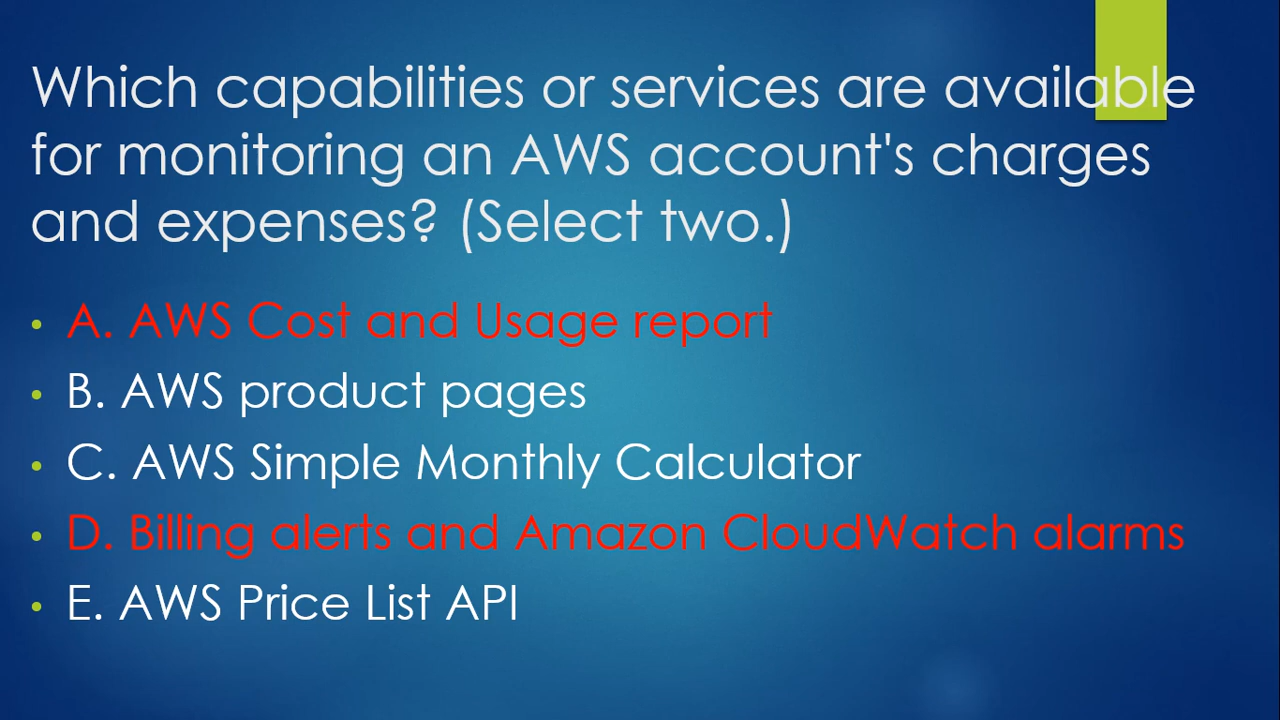 Which capabilities or services are available
for monitoring an AWS account's charges
and expenses? (Select two.)
• A. AWS Cost and Usage report
• B. AWS product pages
• C. AWS Simple Monthly Calculator
• D. Billing alerts and Amazon CloudWatch alarms
• E. AWS Price List API